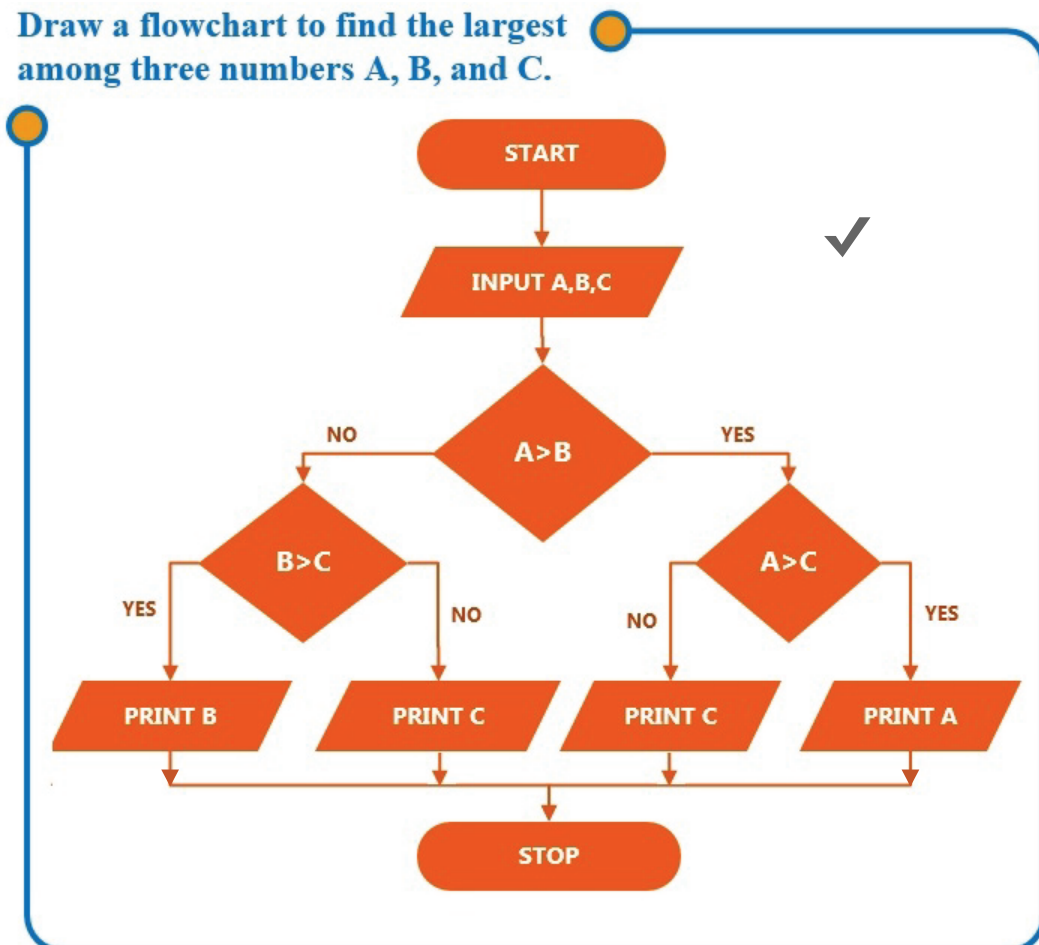 Draw a flowchart to find the largest
among three numbers A, B, and C.
START
INPUT A,B,C
A>B
NO
YES
B>C
A>C
YES
NO
NO
YES
PRINT B
PRINT C
PRINT C
PRINT A
STOP